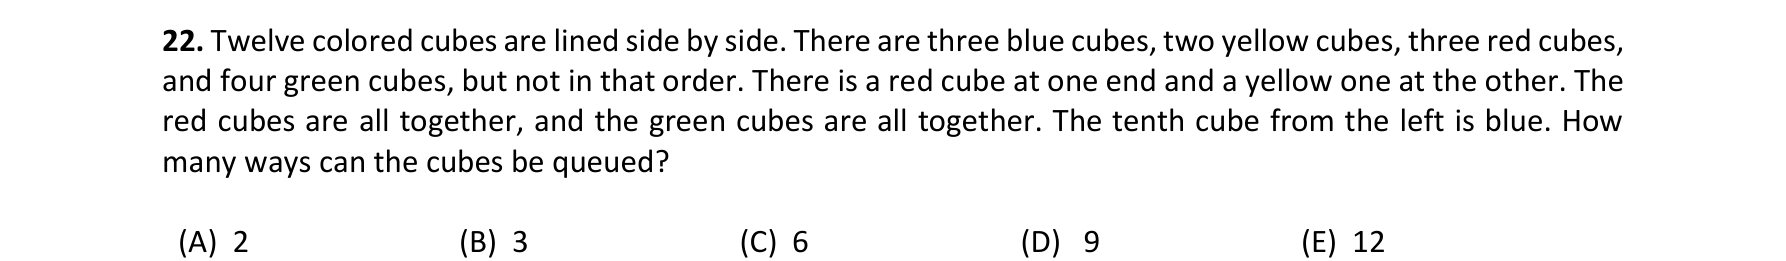 22. Twelve colored cubes are lined side by side. There are three blue cubes, two yellow cubes, three red cubes,
and four green cubes, but not in that order. There is a red cube at one end and a yellow one at the other. The
red cubes are all together, and the green cubes are all together. The tenth cube from the left is blue. How
many ways can the cubes be queued?
(A) 2 (B) 3 (C) 6 (D) 9 (E) 12